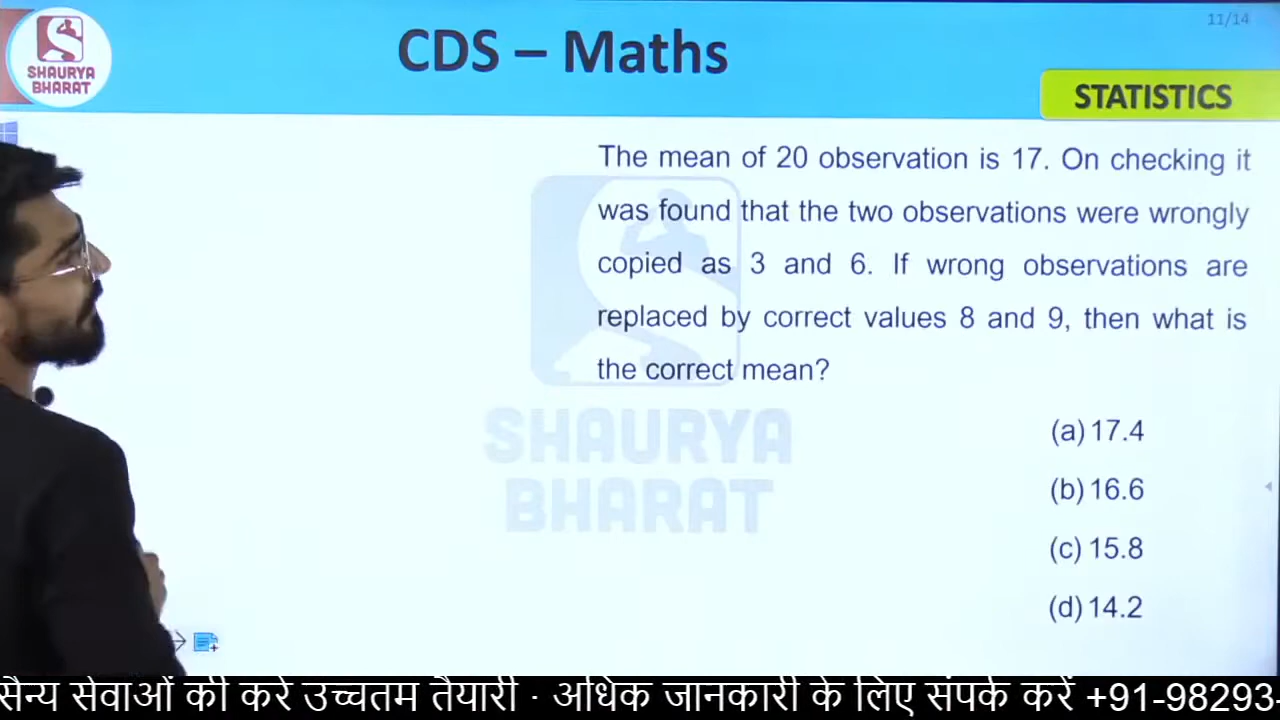 11/14
SHAURYA
BHARAT
CDS – Maths
STATISTICS
The mean of 20 observation is 17. On checking it
was found that the two observations were wrongly
copied as 3 and 6. If wrong observations are
replaced by correct values 8 and 9, then what is
the correct mean?
SHAURYA
BHARAT
(a) 17.4
(b) 16.6
(c) 15.8
(d) 14.2
सैन्य सेवाओं की करे उच्चतम तैयारी · अधिक जानकारी के लिए संपर्क करें +91-98293-